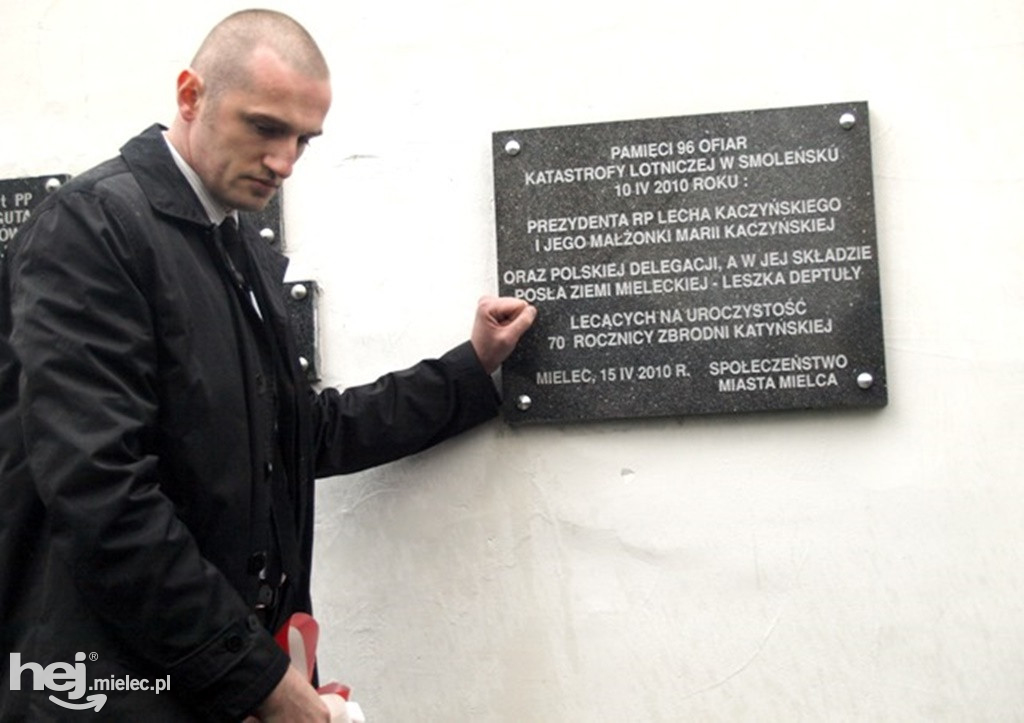 PAMIĘCI 96 OFIAR
KATASTROFY LOTNICZEJ W SMOLEŃSKU
10 IV 2010 ROKU :
PREZYDENTA RP LECHA KACZYŃSKIEGO
I JEGO MAŁŻONKI MARII KACZYŃSKIEJ
ORAZ POLSKIEJ DELEGACJI, A W JEJ SKŁADZIE
POSŁA ZIEMI MIELECKIEJ - LESZKA DEPTUŁY
LECĄCYCH NA UROCZYSTOŚĆ
70 ROCZNICY ZBRODNI KATYŃSKIEJ
MIELEC, 15 IV 2010 R. SPOŁECZEŃSTWO
MIASTA MIELCA
PP
GUTA
hej®.mielec.pl